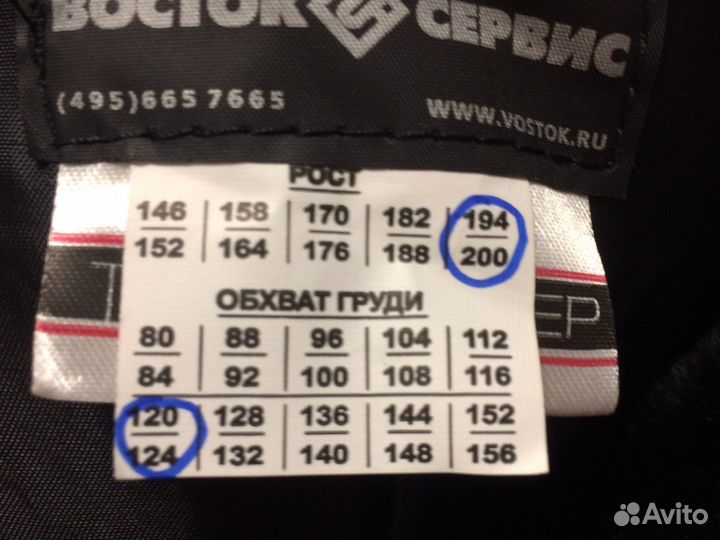 ВОСТОК СЕРВИС
(495)665 7665 WWW.VOSTOK.RU
РОСТ
146 158 170 182 194
152 164 176 188 200
ОБХВАТ ГРУДИ
80 88 96 104 112
84 92 100 108 116
120 128 136 144 152
124 132 140 148 156
Avito